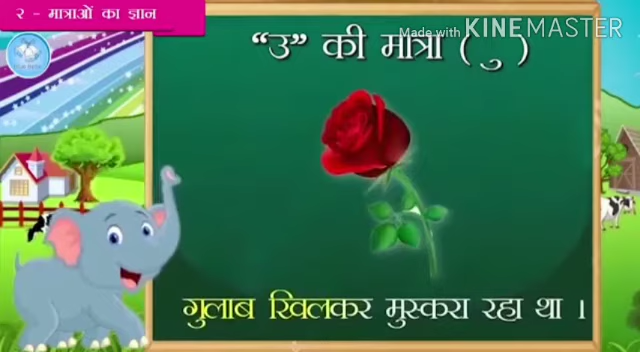 २ - मात्राओं का ज्ञान
Made with KINEMASTER
“उ” की मात्रा ( ु )
गुलाब खिलकर मुस्करा रहा था ।